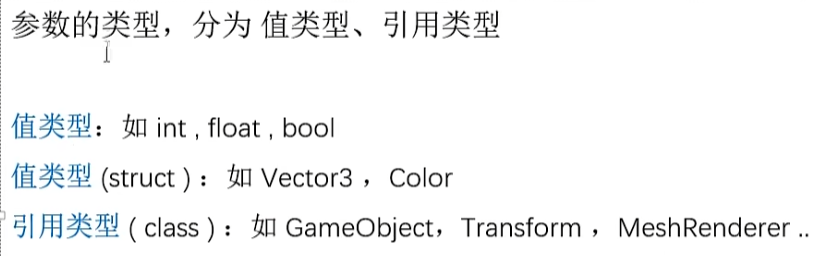 参数的类型，分为 值类型、引用类型
值类型：如 int , float , bool
值类型 (struct )：如 Vector3 ，Color
引用类型 ( class )：如 GameObject，Transform ，MeshRenderer ..